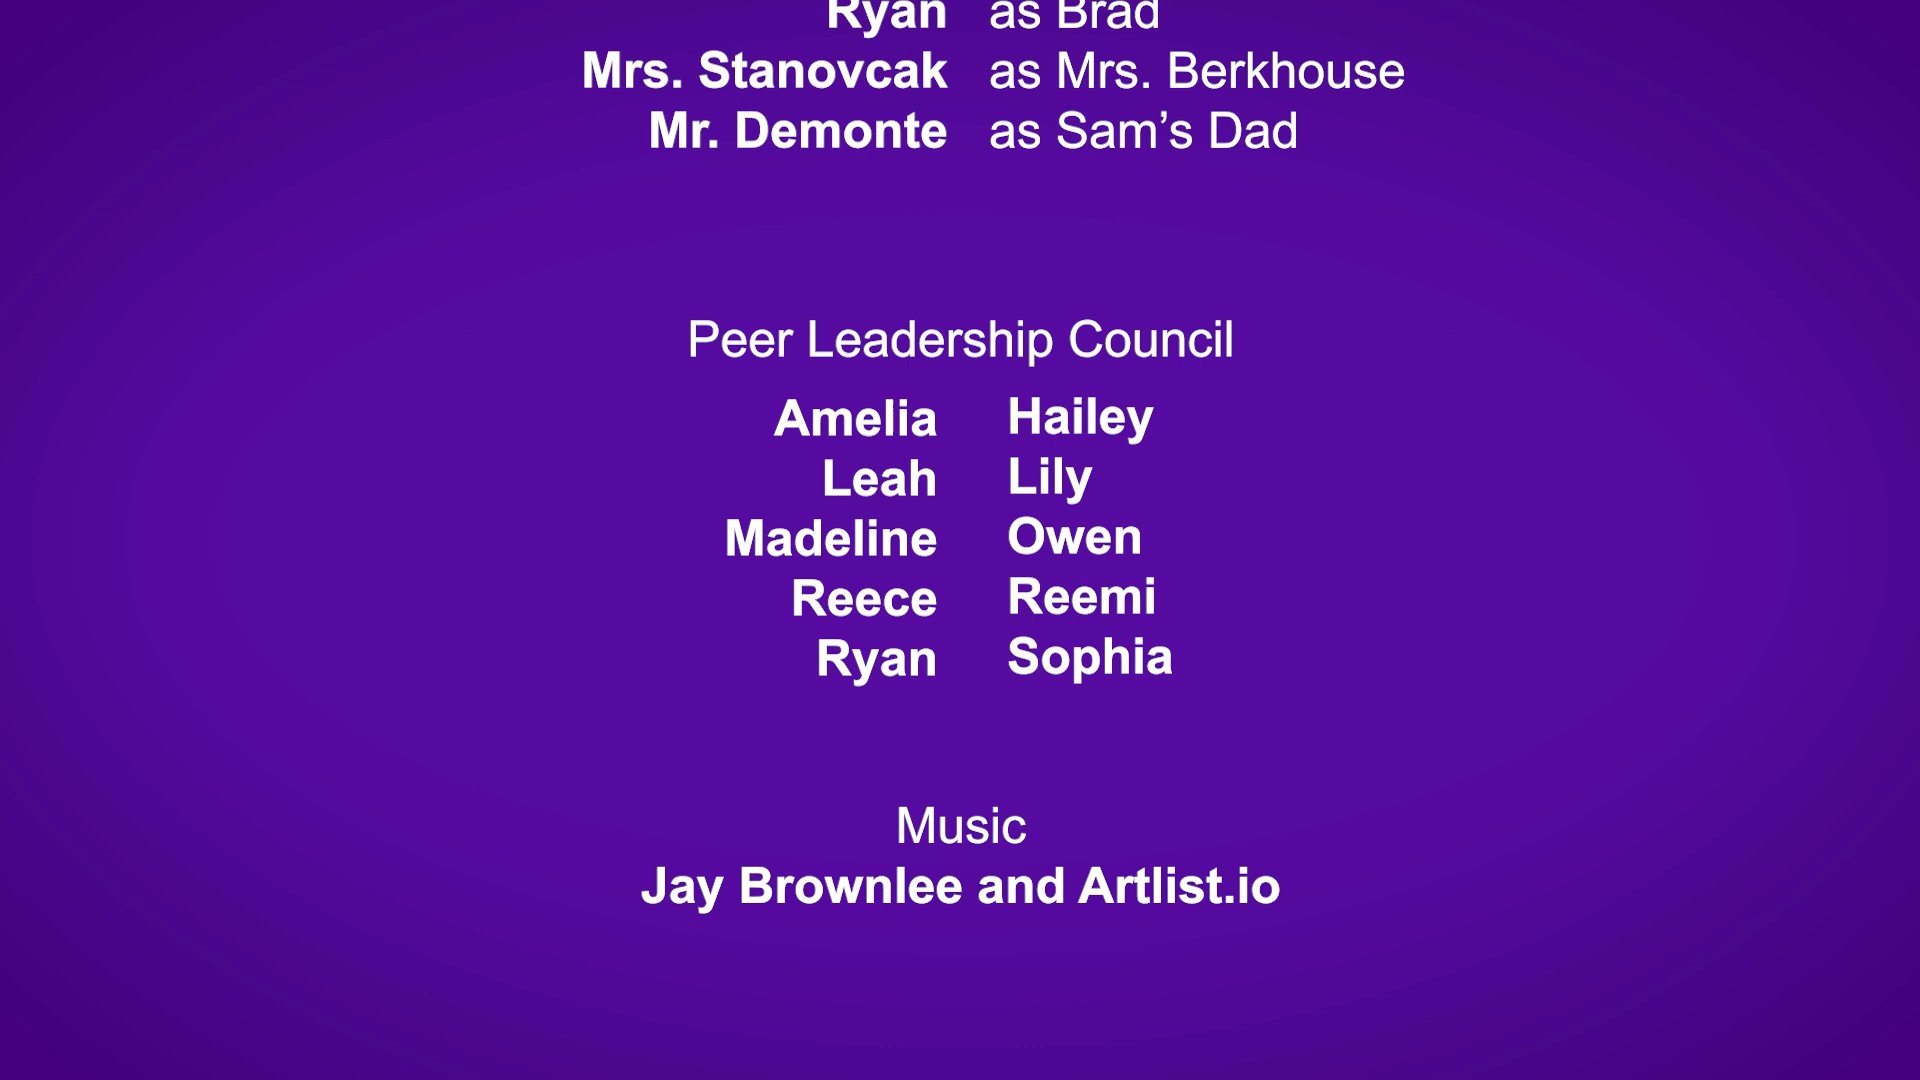 Ryan as Brad
Mrs. Stanovcak as Mrs. Berkhouse
Mr. Demonte as Sam’s Dad
Peer Leadership Council
Amelia Hailey
Leah Lily
Madeline Owen
Reece Reemi
Ryan Sophia
Music
Jay Brownlee and Artlist.io